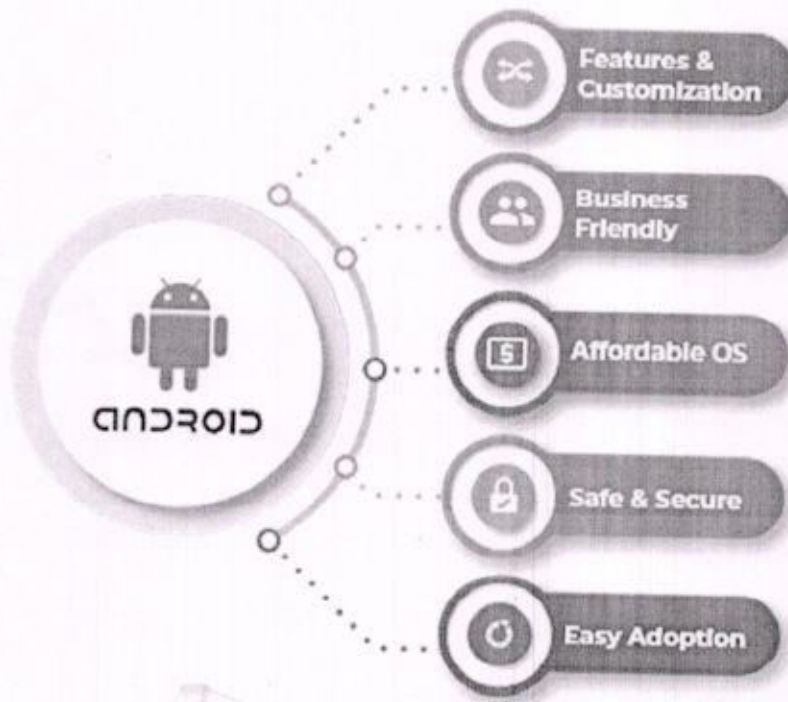 Features &
Customization
Business
Friendly
ANDROID
Affordable OS
Safe & Secure
Easy Adoption